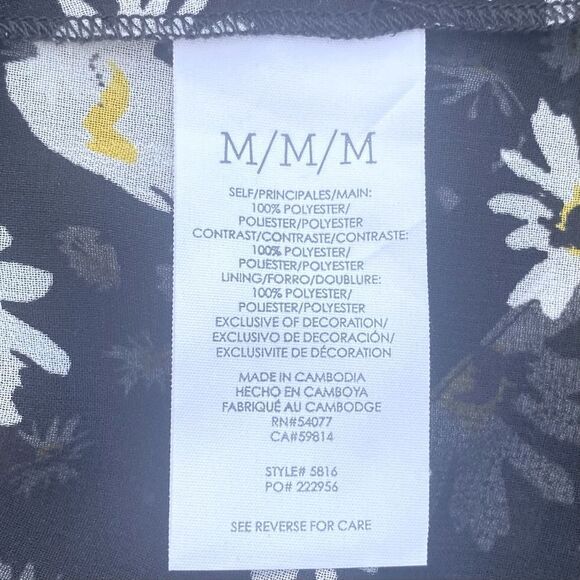 M/M/M
SELF/PRINCIPALES/MAIN:
100% POLYESTER/
POLIESTER/POLYESTER
CONTRAST/CONTRASTE/CONTRASTE:
100% POLYESTER/
POLIESTER/POLYESTER
LINING/FORRO/DOUBLURE:
100% POLYESTER/
POLIESTER/POLYESTER
EXCLUSIVE OF DECORATION/
EXCLUSIVO DE DECORACIÓN/
EXCLUSIVITE DE DÉCORATION
MADE IN CAMBODIA
HECHO EN CAMBOYA
FABRIQUÉ AU CAMBODGE
RN#54077
CA#59814
STYLE# 5816
PO# 222956
SEE REVERSE FOR CARE